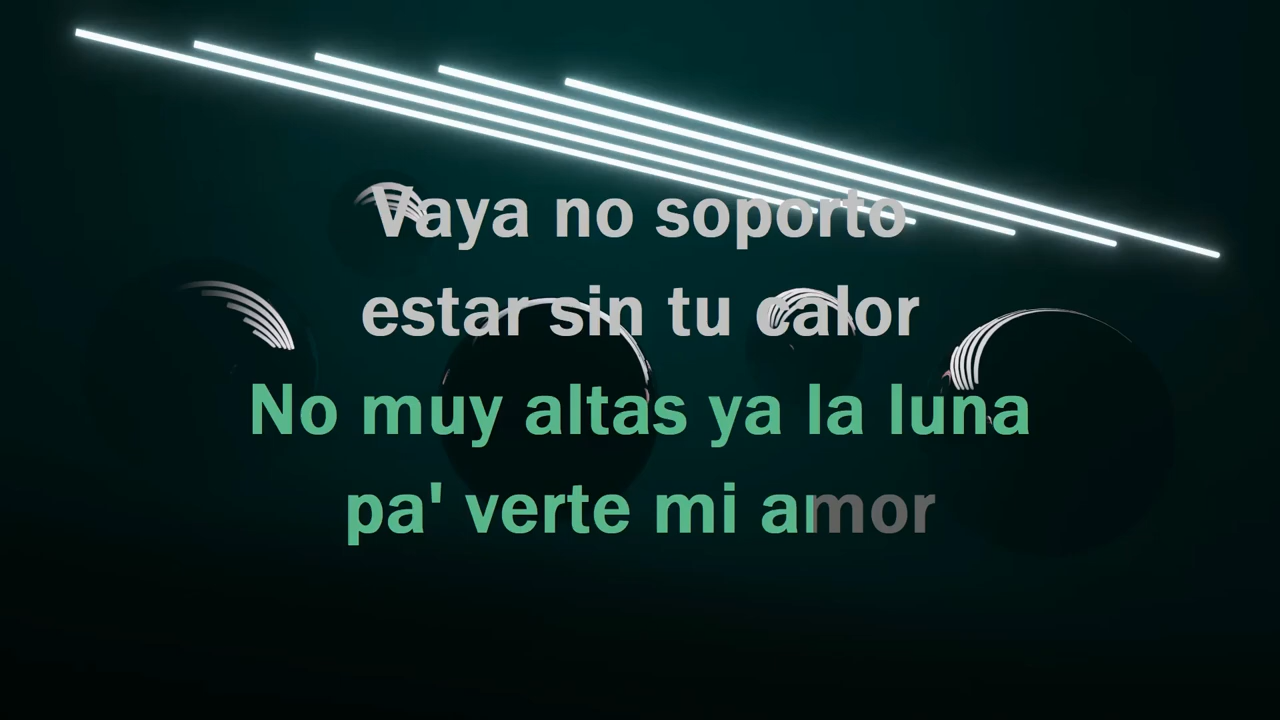 Vaya no soporto
estar sin tu calor
No muy altas ya la luna
pa' verte mi amor